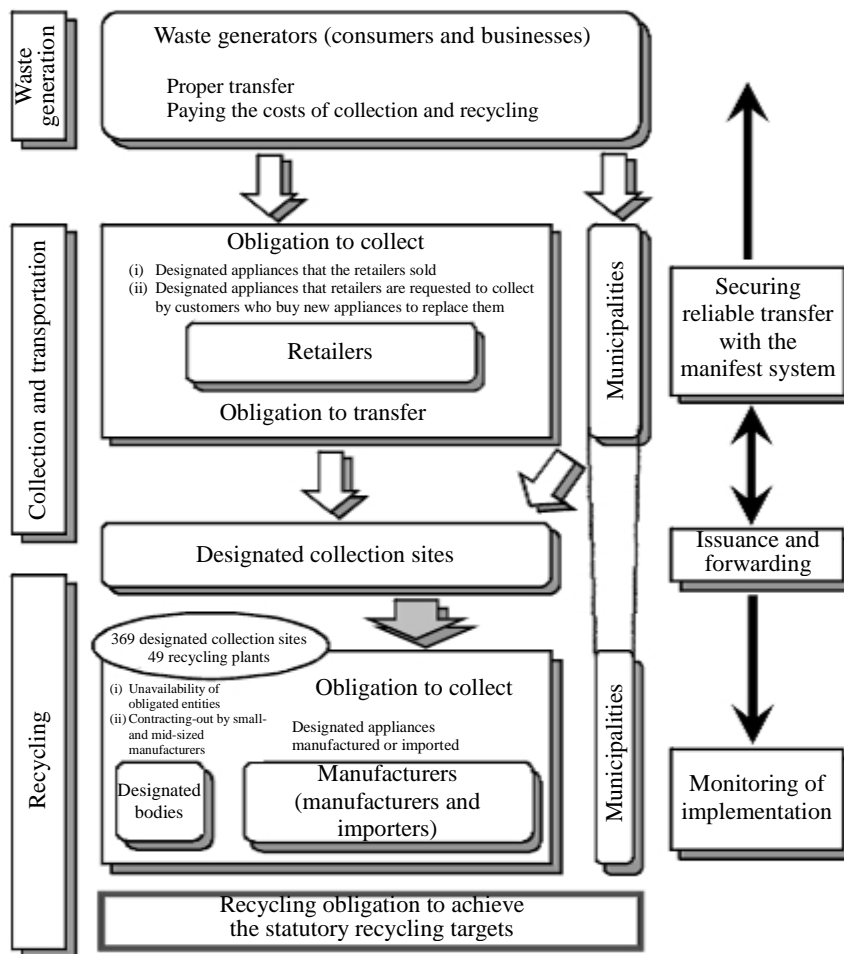 Waste
generation
Waste generators (consumers and businesses)
Proper transfer
Paying the costs of collection and recycling
Collection and transportation
Obligation to collect
(i) Designated appliances that the retailers sold
(ii) Designated appliances that retailers are requested to collect
by customers who buy new appliances to replace them
Retailers
Obligation to transfer
Municipalities
Securing
reliable transfer
with the
manifest system
Designated collection sites
Issuance and
forwarding
Recycling
369 designated collection sites
49 recycling plants
(i) Unavailability of
obligated entities
(ii) Contracting-out by small-
and mid-sized
manufacturers
Designated
bodies
Obligation to collect
Designated appliances
manufactured or imported
Manufacturers
(manufacturers and
importers)
Municipalities
Monitoring of
implementation
Recycling obligation to achieve
the statutory recycling targets